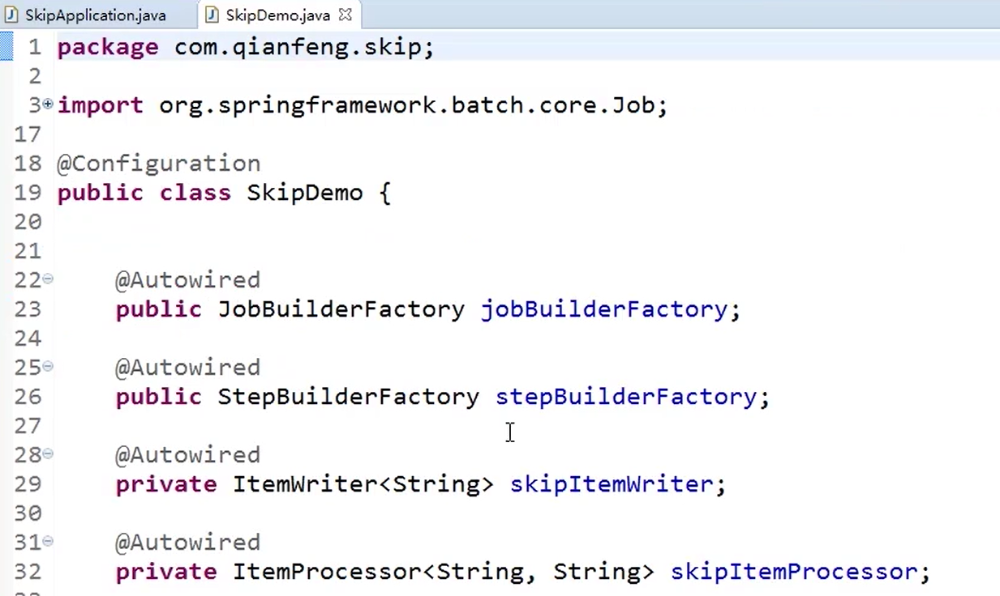 SkipApplication.java SkipDemo.java
1 package com.qianfeng.skip;
2
3 import org.springframework.batch.core.Job;
17
18 @Configuration
19 public class SkipDemo {
20
21
22 @Autowired
23 public JobBuilderFactory jobBuilderFactory;
24
25 @Autowired
26 public StepBuilderFactory stepBuilderFactory;
27
28 @Autowired
29 private ItemWriter<String> skipItemWriter;
30
31 @Autowired
32 private ItemProcessor<String, String> skipItemProcessor;